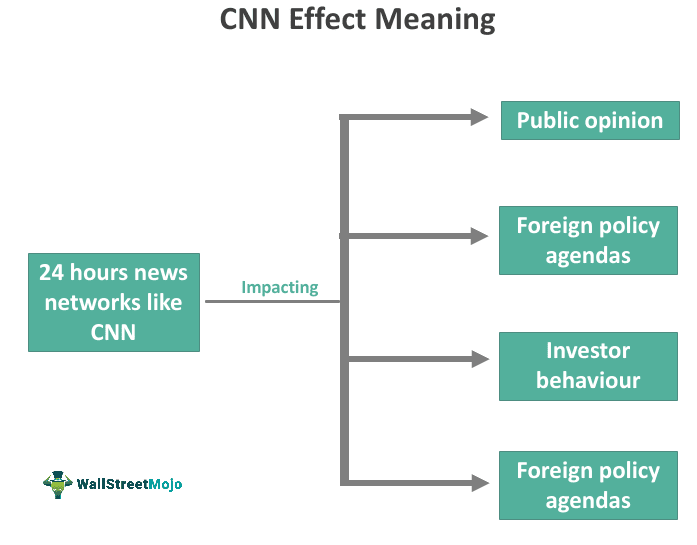 CNN Effect Meaning
Public opinion
Foreign policy
agendas
24 hours news
networks like
CNN
Impacting
Investor
behaviour
Foreign policy
agendas
WallStreetMojo